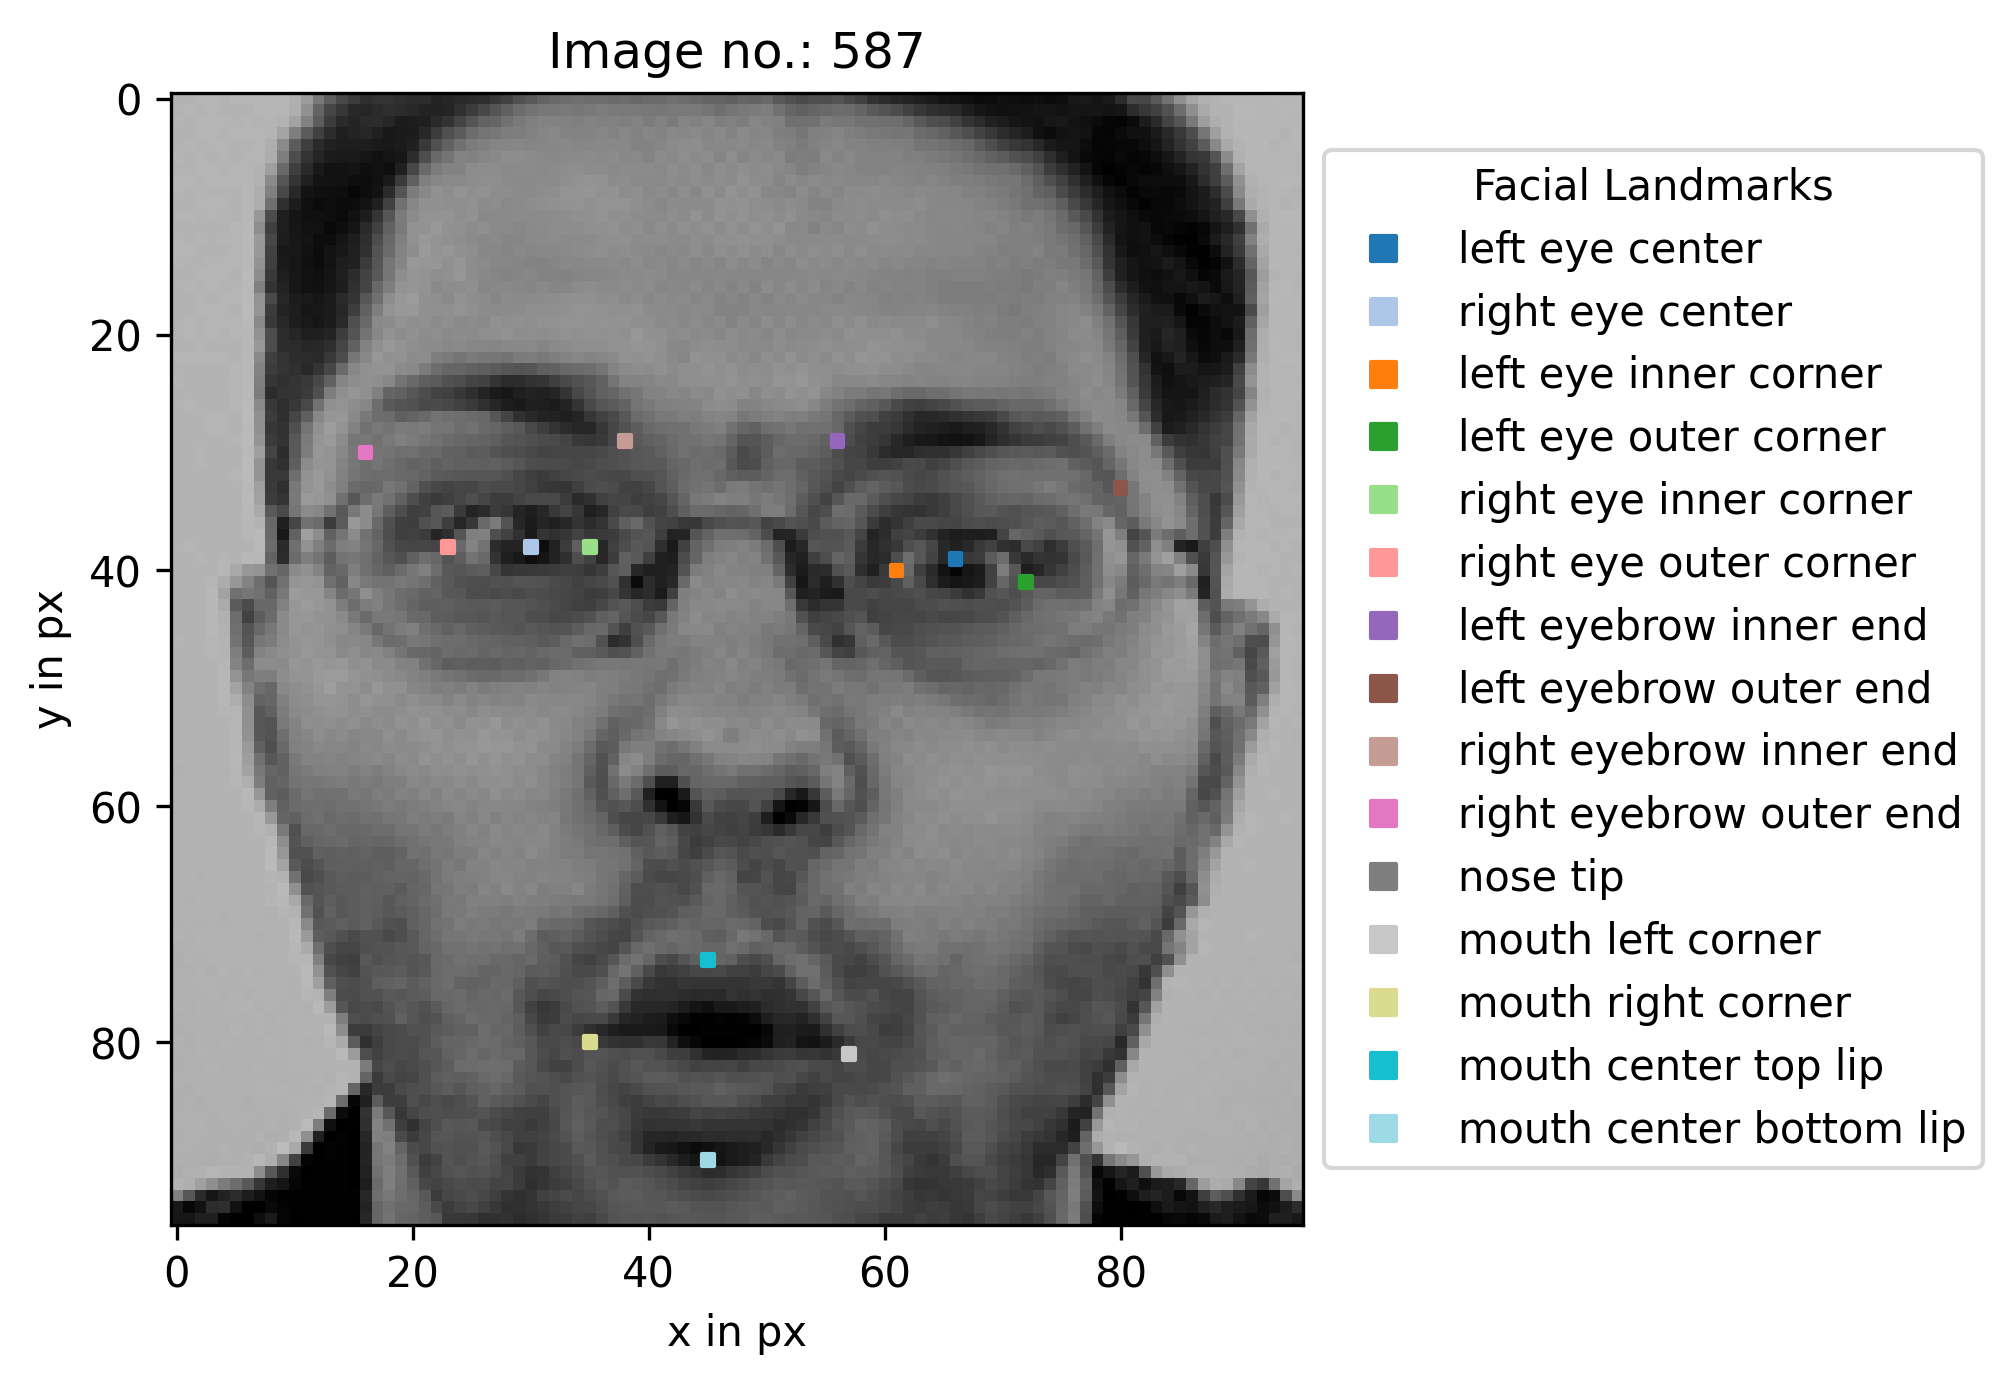 Image no.: 587
0
20
40
60
80
y in px
0 20 40 60 80
x in px
Facial Landmarks
left eye center
right eye center
left eye inner corner
left eye outer corner
right eye inner corner
right eye outer corner
left eyebrow inner end
left eyebrow outer end
right eyebrow inner end
right eyebrow outer end
nose tip
mouth left corner
mouth right corner
mouth center top lip
mouth center bottom lip